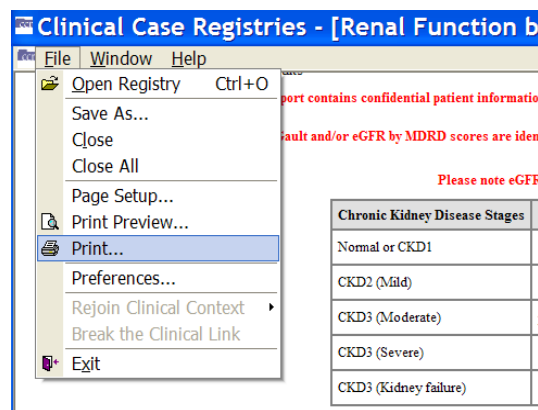 Clinical Case Registries - [Renal Function b
File Window Help
Open Registry Ctrl+O
Save As...
Close
Close All
Page Setup...
Print Preview...
Print...
Preferences...
Rejoin Clinical Context
Break the Clinical Link
Exit
port contains confidential patient informatio
ault and/or eGFR by MDRD scores are iden
Please note eGFR
Chronic Kidney Disease Stages
Normal or CKD1
CKD2 (Mild)
CKD3 (Moderate)
CKD3 (Severe)
CKD3 (Kidney failure)